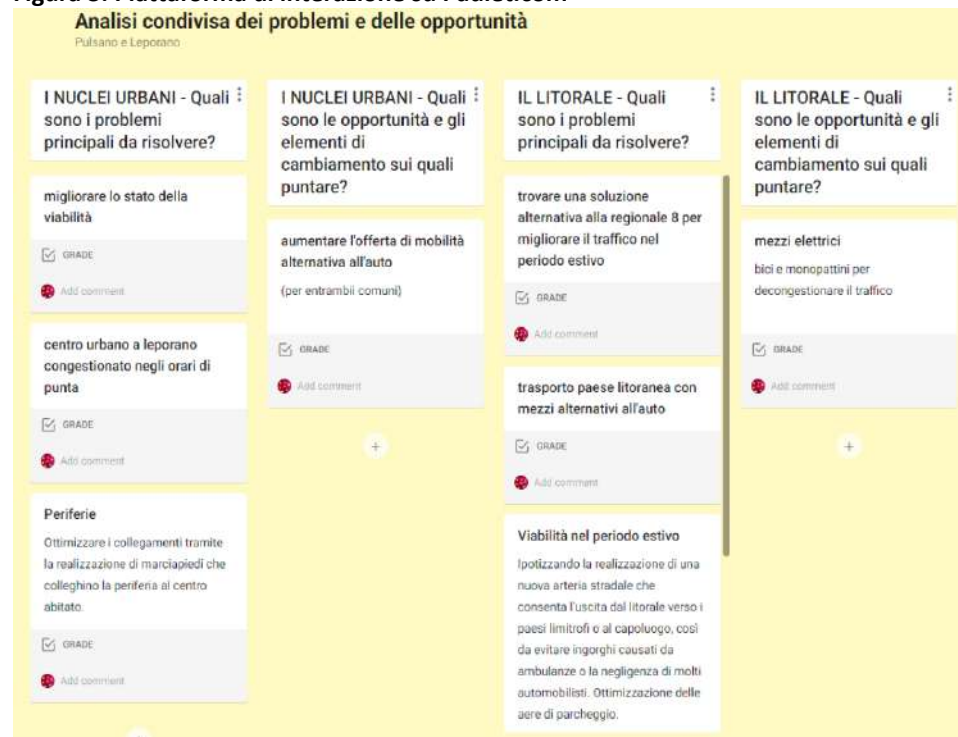 Analisi condivisa dei problemi e delle opportunità
Pulsano e Leporano
I NUCLEI URBANI - Quali
sono i problemi
principali da risolvere?
migliorare lo stato della
viabilità
GRADE
Add comment
centro urbano a leporano
congestionato negli orari di
punta
GRADE
Add comment
Periferie
Ottimizzare i collegamenti tramite
la realizzazione di marciapiedi che
colleghino la periferia al centro
abitato.
GRADE
Add comment
I NUCLEI URBANI - Quali
sono le opportunità e gli
elementi di
cambiamento sui quali
puntare?
aumentare l'offerta di mobilità
alternativa all'auto
(per entrambii comuni)
GRADE
Add comment
+
IL LITORALE - Quali
sono i problemi
principali da risolvere?
trovare una soluzione
alternativa alla regionale 8 per
migliorare il traffico nel
periodo estivo
GRADE
Add comment
trasporto paese litoranea con
mezzi alternativi all'auto
GRADE
Add comment
Viabilità nel periodo estivo
Ipotizzando la realizzazione di una
nuova arteria stradale che
consenta l'uscita dal litorale verso i
paesi limitrofi o al capoluogo, così
da evitare ingorghi causati da
ambulanze o la negligenza di molti
automobilisti. Ottimizzazione delle
aere di parcheggio.
IL LITORALE - Quali
sono le opportunità e gli
elementi di
cambiamento sui quali
puntare?
mezzi elettrici
bici e monopattini per
decongestionare il traffico
GRADE
Add comment
+